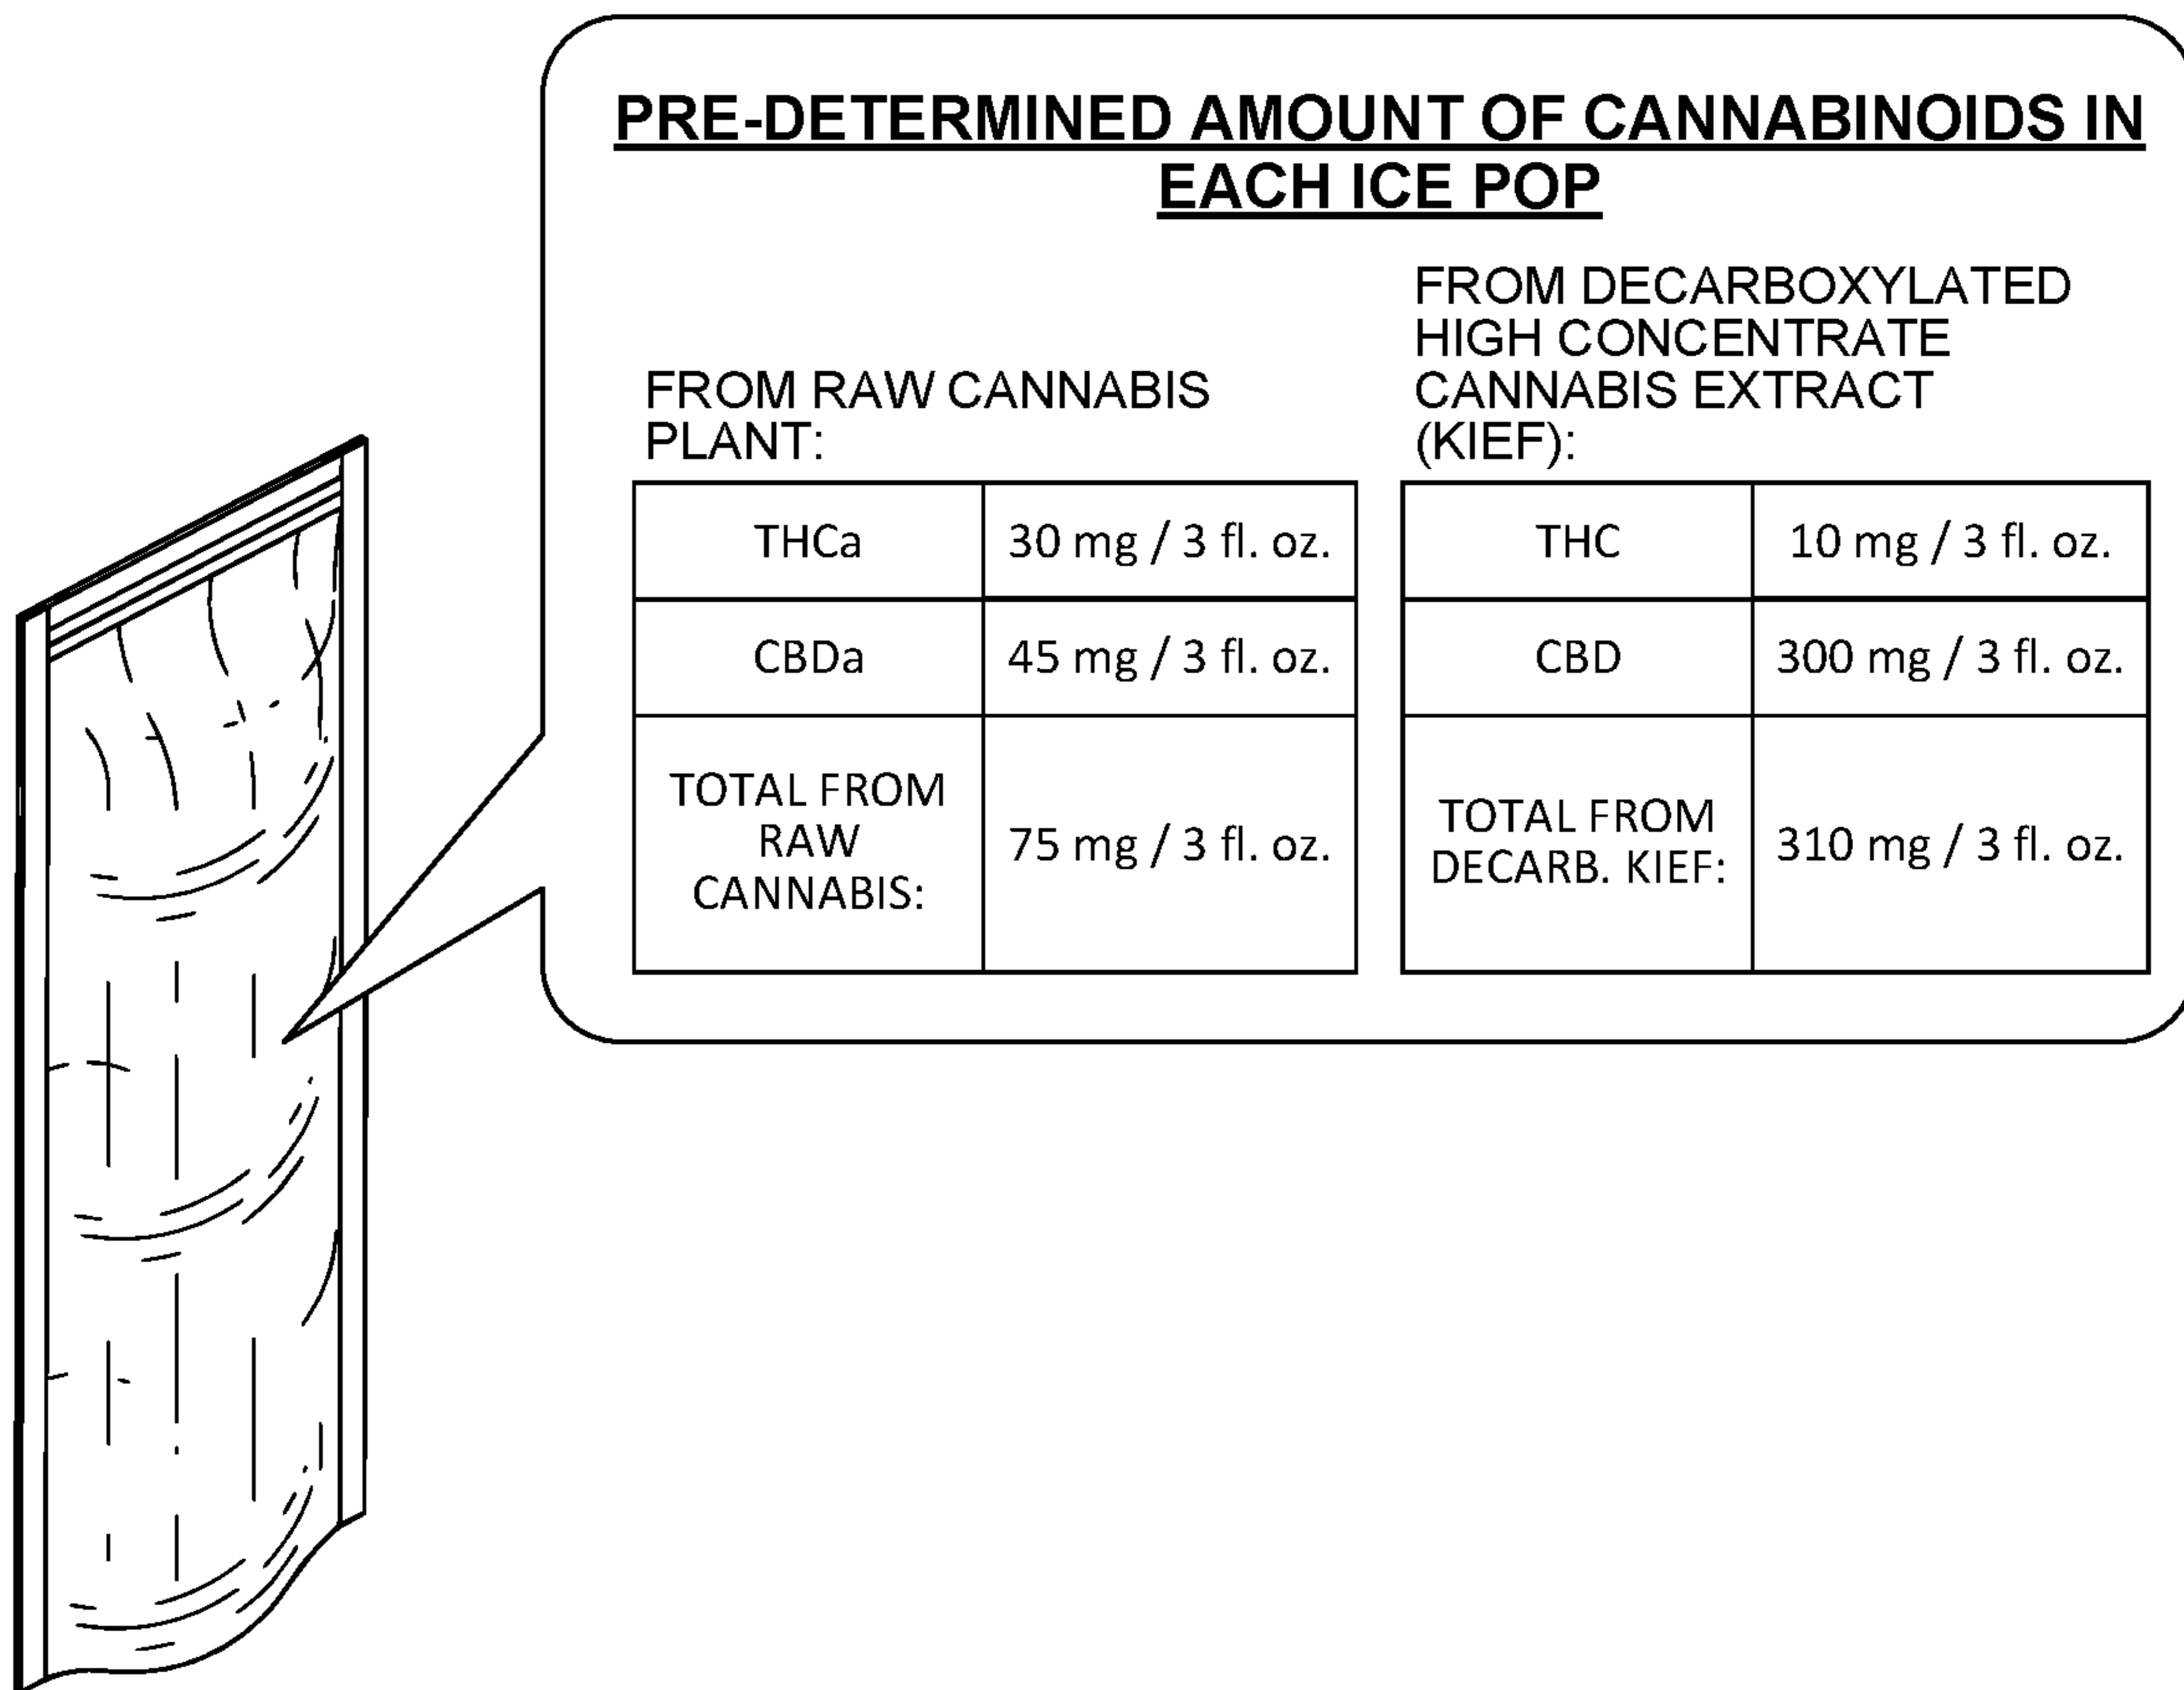 PRE-DETERMINED AMOUNT OF CANNABINOIDS IN
EACH ICE POP
FROM RAW CANNABIS
PLANT:
THCa 30 mg / 3 fl. oz.
CBDa 45 mg / 3 fl. oz.
TOTAL FROM
RAW
CANNABIS:
75 mg / 3 fl. oz.
FROM DECARBOXYLATED
HIGH CONCENTRATE
CANNABIS EXTRACT
(KIEF):
THC 10 mg / 3 fl. oz.
CBD 300 mg / 3 fl. oz.
TOTAL FROM
DECARB. KIEF:
310 mg / 3 fl. oz.